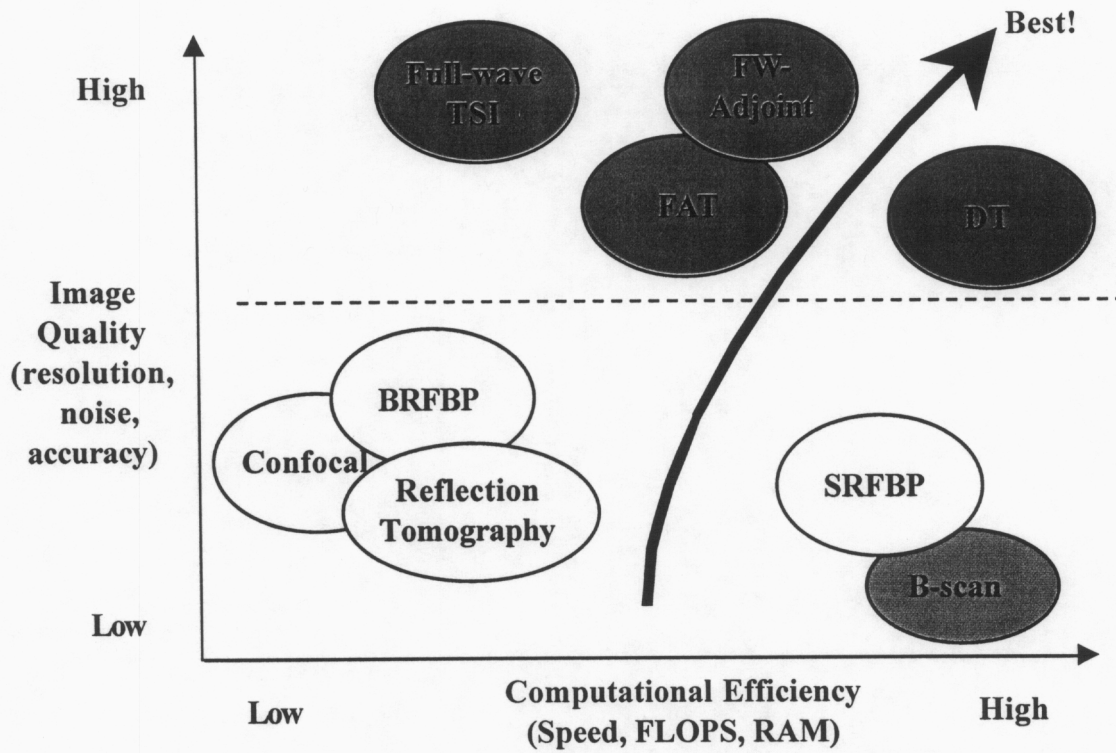 Best!
High
Full-wave
TSI
FW-
Adjoint
FAT
DT
Image
Quality
(resolution,
noise,
accuracy)
BRFBP
Confocal
Reflection
Tomography
SRFBP
B-scan
Low
Low
Computational Efficiency
(Speed, FLOPS, RAM)
High